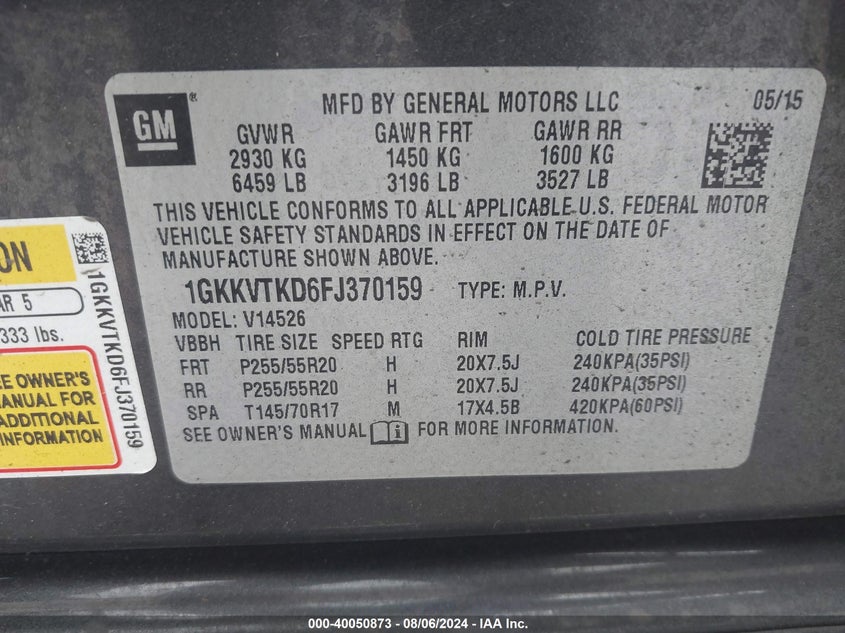 GM
®
MFD BY GENERAL MOTORS LLC 05/15
GVWR GAWR FRT GAWR RR
2930 KG 1450 KG 1600 KG
6459 LB 3196 LB 3527 LB
THIS VEHICLE CONFORMS TO ALL APPLICABLE U.S. FEDERAL MOTOR
VEHICLE SAFETY STANDARDS IN EFFECT ON THE DATE OF
MANUFACTURE SHOWN ABOVE.
1GKKVTKD6FJ370159 TYPE: M.P.V.
MODEL: V14526
VBBH TIRE SIZE SPEED RTG RIM COLD TIRE PRESSURE
FRT P255/55R20 H 20X7.5J 240KPA(35PSI)
RR P255/55R20 H 20X7.5J 240KPA(35PSI)
SPA T145/70R17 M 17X4.5B 420KPA(60PSI)
SEE OWNER'S MANUAL i FOR MORE INFORMATION.
ON
AR 5
333 lbs.
EE OWNER'S
MANUAL FOR
ADDITIONAL
INFORMATION
1GKKVTKD6FJ370159
000-40050873 - 08/06/2024 - IAA Inc.